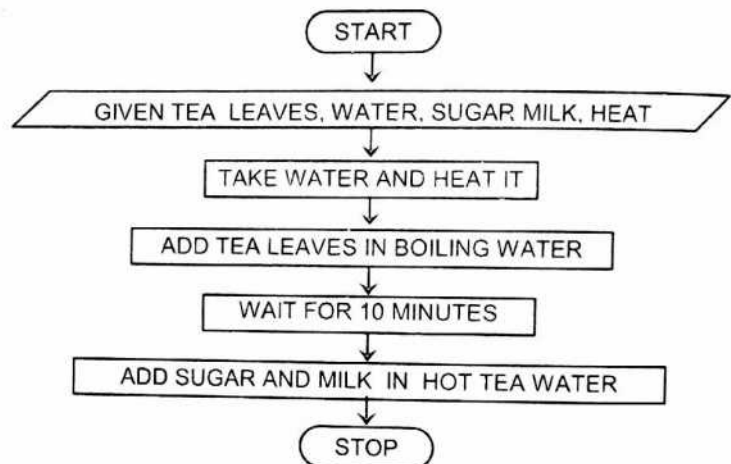 START
GIVEN TEA LEAVES, WATER, SUGAR MILK, HEAT
TAKE WATER AND HEAT IT
ADD TEA LEAVES IN BOILING WATER
WAIT FOR 10 MINUTES
ADD SUGAR AND MILK IN HOT TEA WATER
STOP